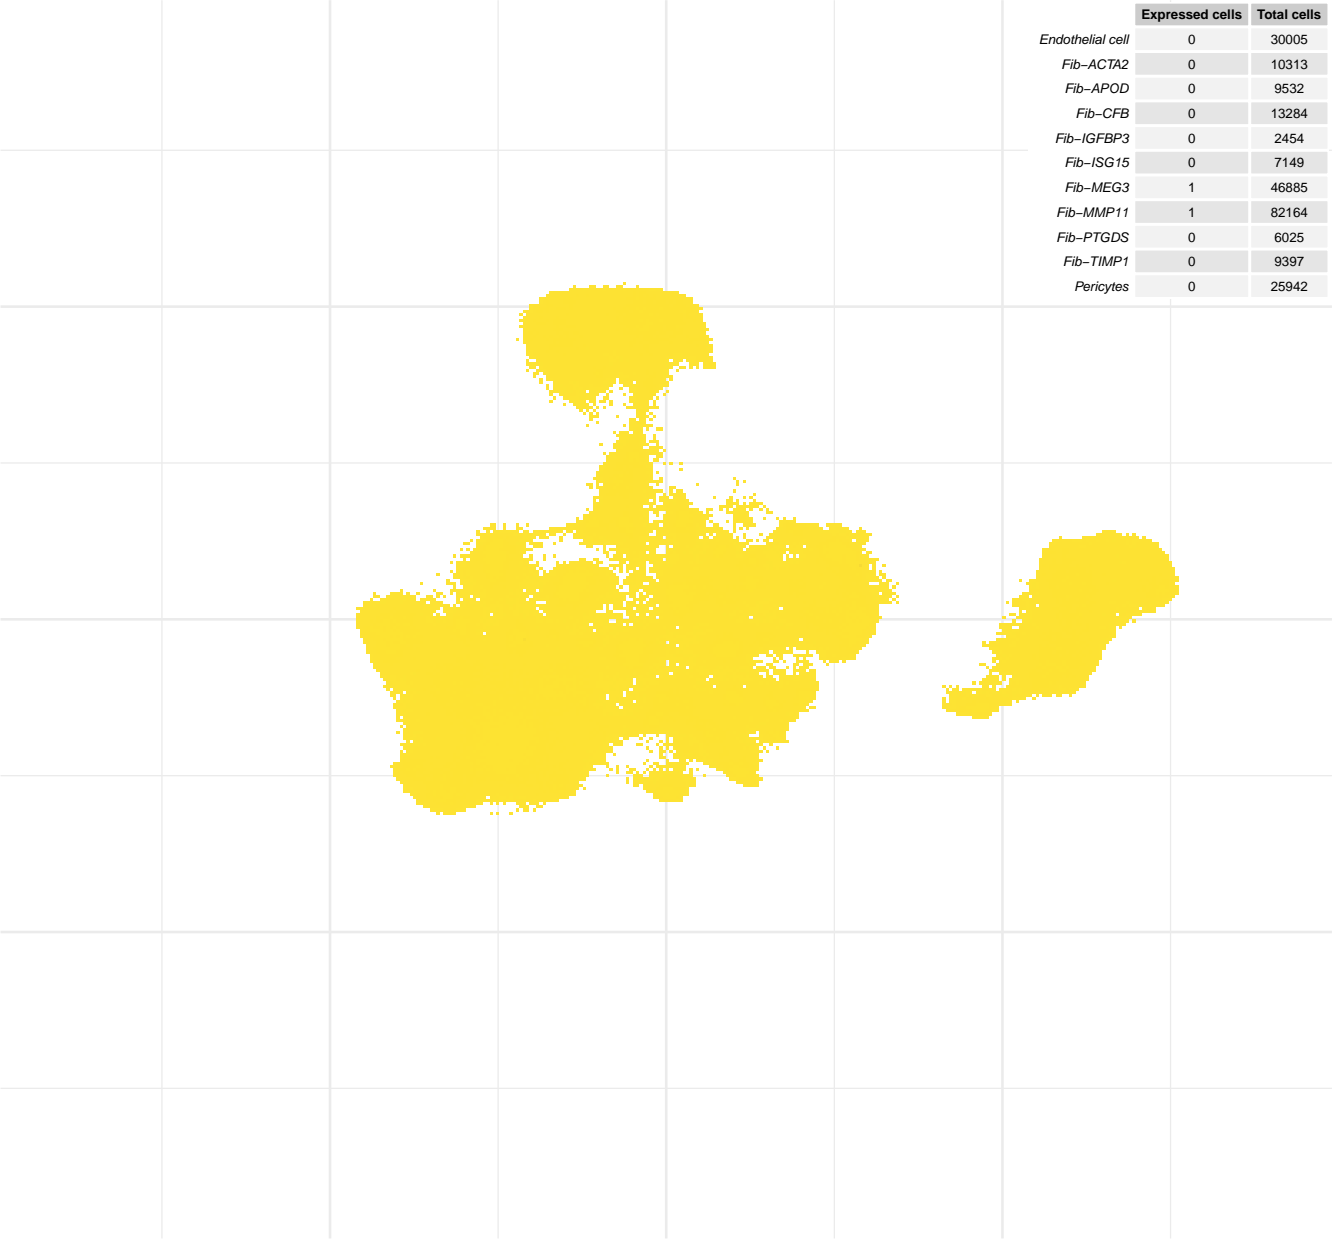 Expressed cells Total cells
Endothelial cell 0 30005
Fib−ACTA2 0 10313
Fib−APOD 0 9532
Fib−CFB 0 13284
Fib−IGFBP3 0 2454
Fib−ISG15 0 7149
Fib−MEG3 1 46885
Fib−MMP11 1 82164
Fib−PTGDS 0 6025
Fib−TIMP1 0 9397
Pericytes 0 25942